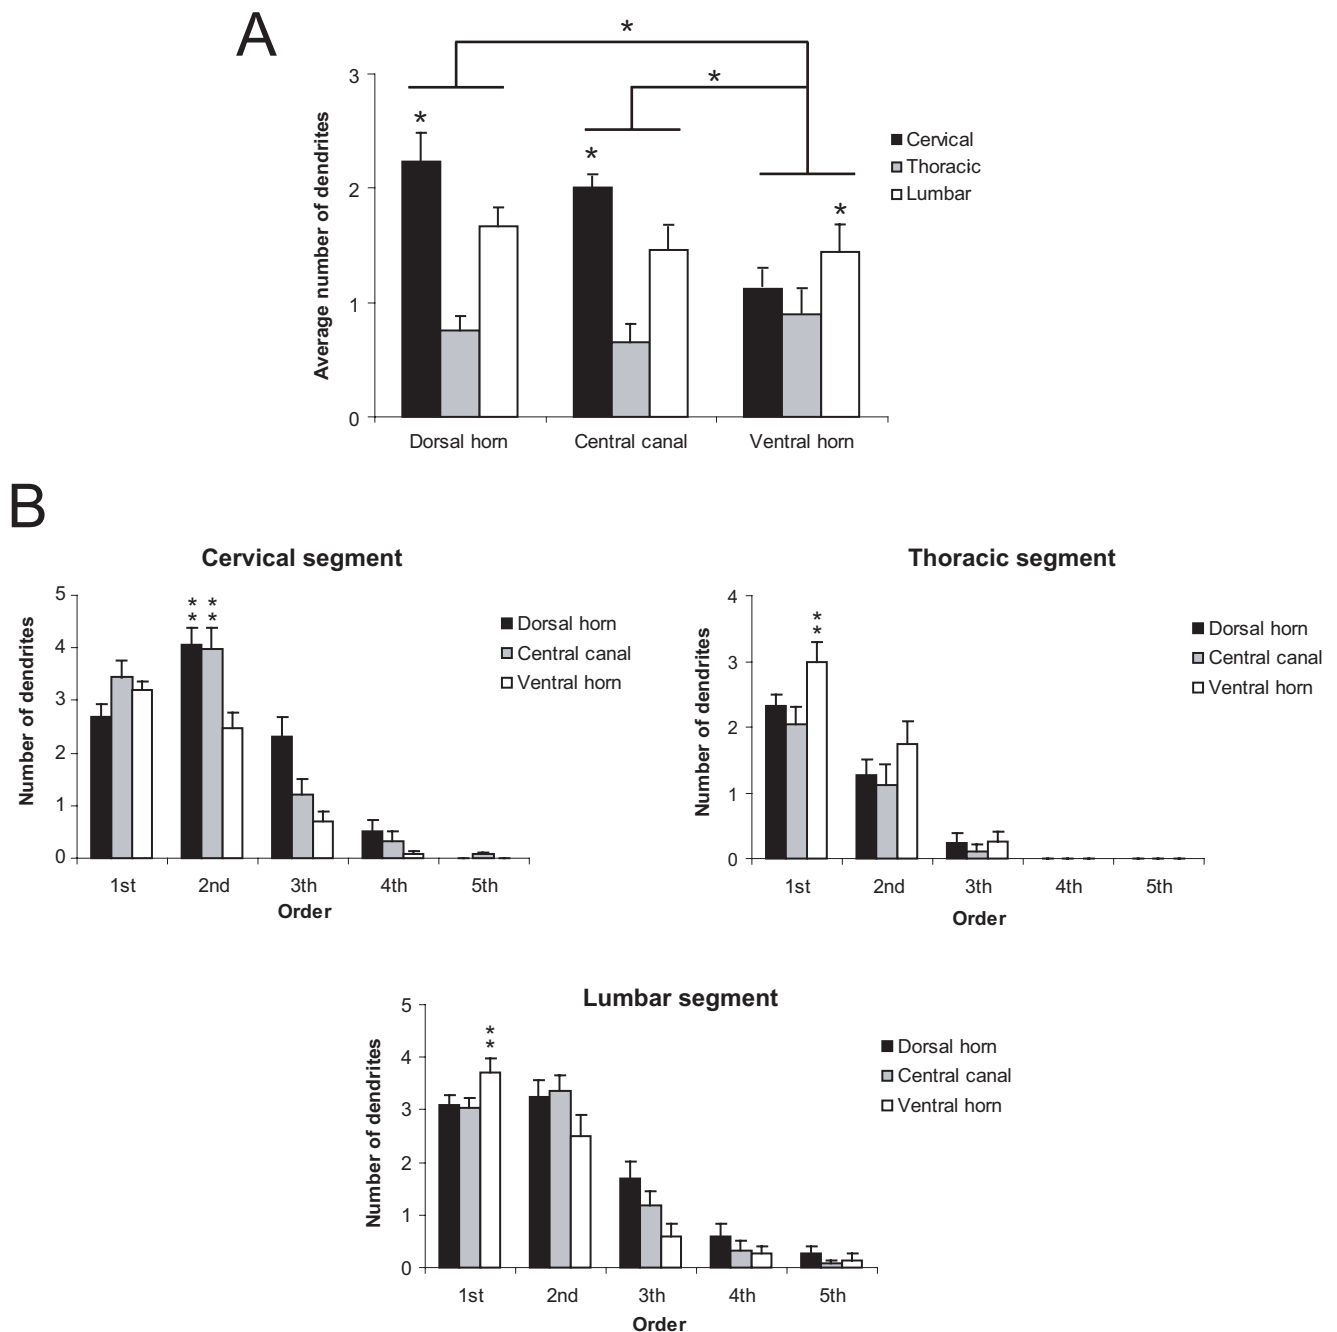 A
*
*
3
2
1
0
Average number of dendrites
*
*
*
Cervical
Thoracic
Lumbar
Dorsal horn Central canal Ventral horn
B
Cervical segment
5
4
3
2
1
0
Number of dendrites
* *
* *
Dorsal horn
Central canal
Ventral horn
1st 2nd 3th 4th 5th
Order
Thoracic segment
4
3
2
1
0
Number of dendrites
*
*
Dorsal horn
Central canal
Ventral horn
1st 2nd 3th 4th 5th
Order
Lumbar segment
5
4
3
2
1
0
Number of dendrites
*
*
Dorsal horn
Central canal
Ventral horn
1st 2nd 3th 4th 5th
Order